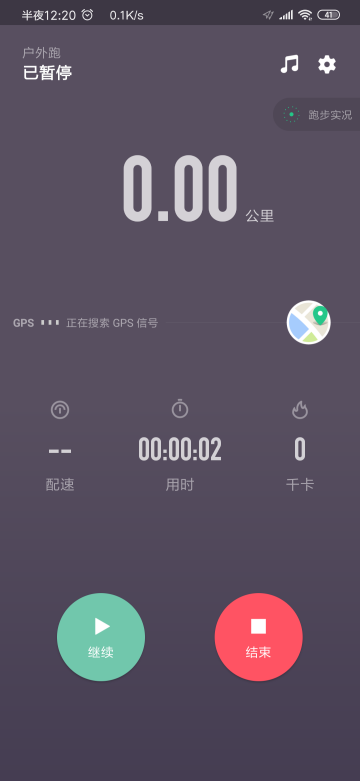 半夜12:20 0.1K/s 41
户外跑
已暂停
跑步实况
0.00 公里
GPS 正在搜索 GPS 信号
-- 00:00:02 0
配速 用时 千卡
继续 结束